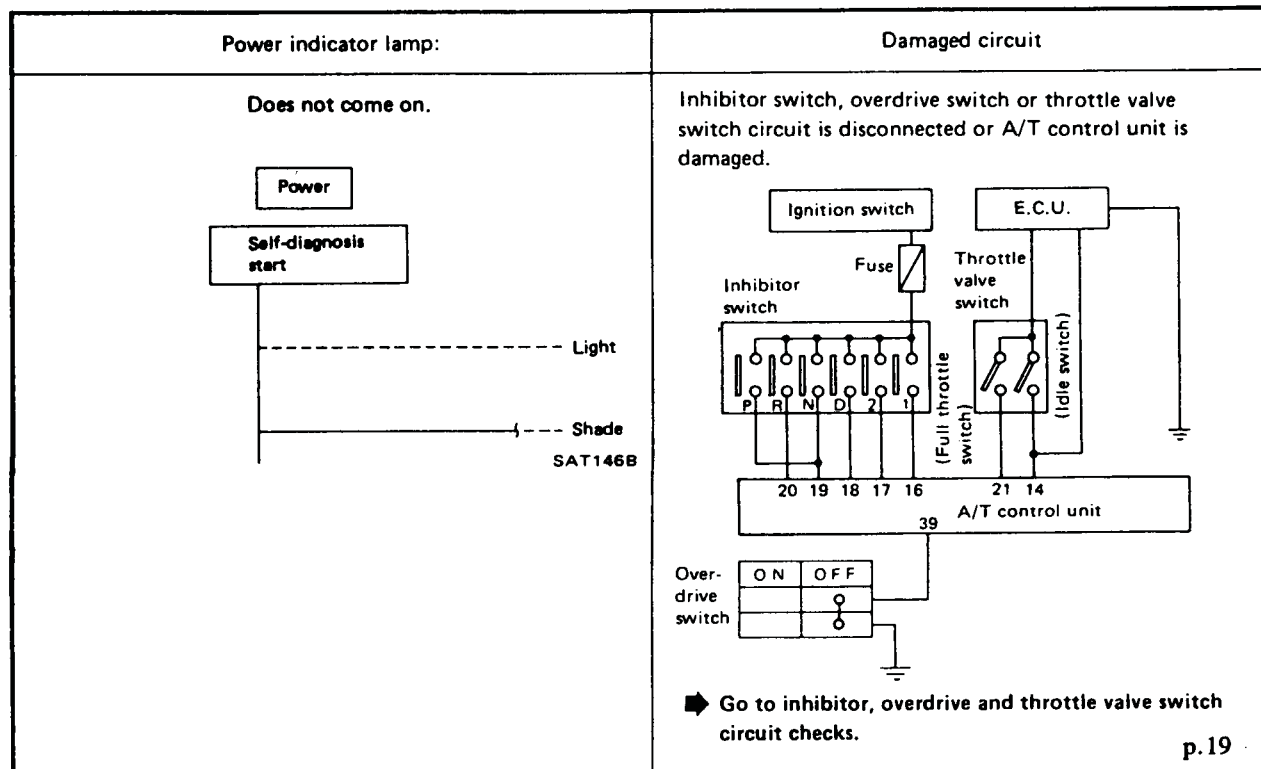 Power indicator lamp:
Damaged circuit
Does not come on.
Power
Self-diagnosis
start
Light
Shade
SAT146B
Inhibitor switch, overdrive switch or throttle valve
switch circuit is disconnected or A/T control unit is
damaged.
Ignition switch
E.C.U.
Fuse
Throttle
valve
switch
Inhibitor
switch
(Full throttle
switch)
(Idle switch)
P R N D 2 1
20 19 18 17 16 21 14
A/T control unit
39
Over-
drive
switch
ON OFF
Go to inhibitor, overdrive and throttle valve switch
circuit checks.
p.19